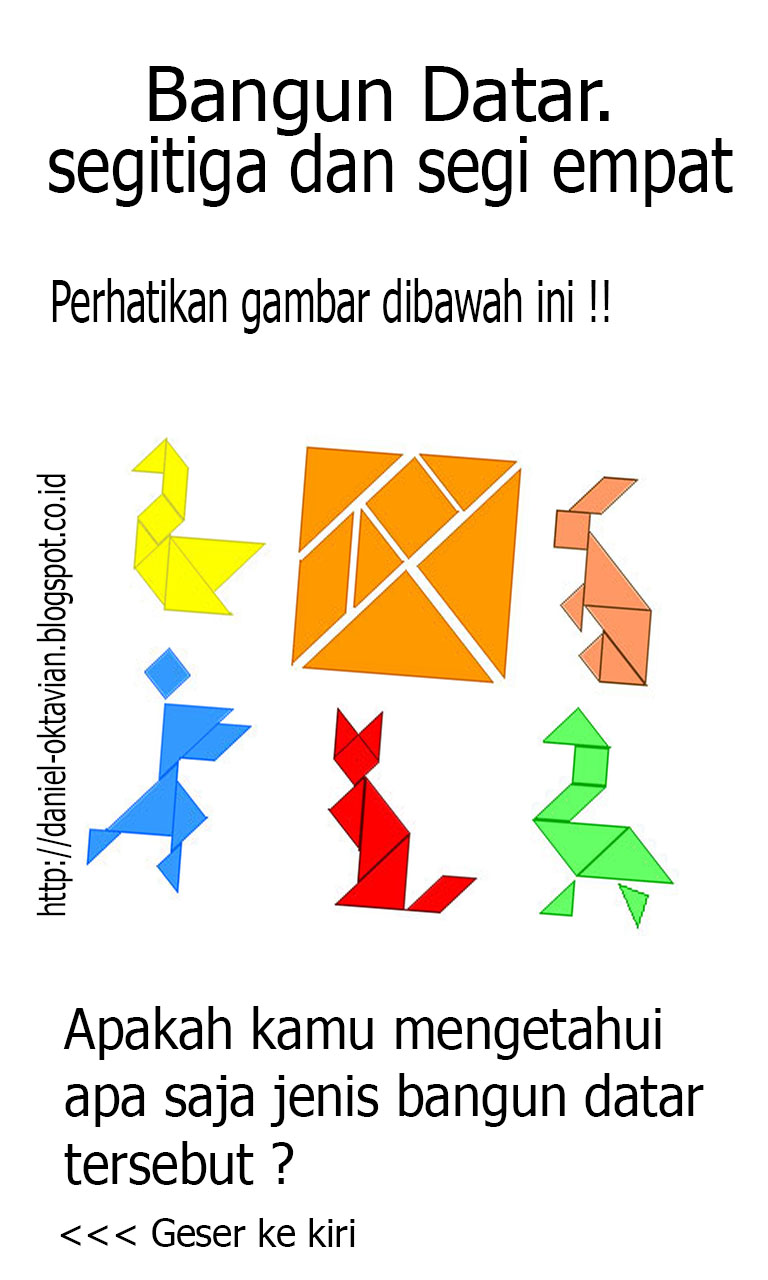 Bangun Datar.
segitiga dan segi empat
Perhatikan gambar dibawah ini !!
http://daniel-oktavian.blogspot.co.id
Apakah kamu mengetahui
apa saja jenis bangun datar
tersebut ?
<<< Geser ke kiri